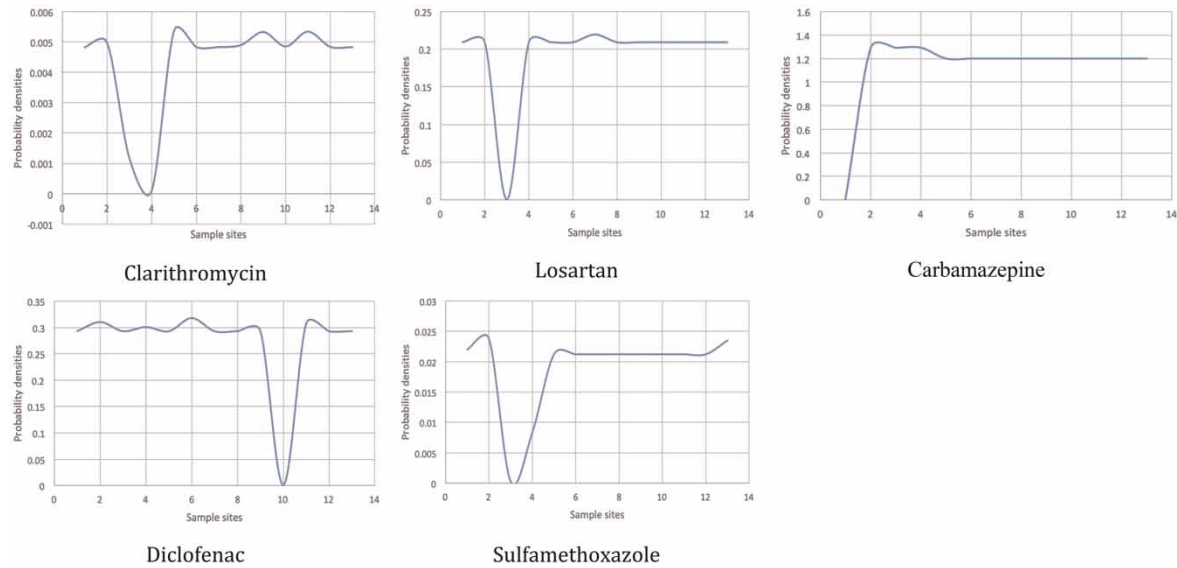 0.006
0.005
0.004
0.003
0.002
0.001
0
-0.001
0 2 4 6 8 10 12 14
Probability densities
Sample sites
Clarithromycin
0.25
0.2
0.15
0.1
0.05
0
0 2 4 6 8 10 12 14
Probability densities
Sample sites
Losartan
1.6
1.4
1.2
1
0.8
0.6
0.4
0.2
0
0 2 4 6 8 10 12 14
Probability densities
Sample sites
Carbamazepine
0.35
0.3
0.25
0.2
0.15
0.1
0.05
0
0 2 4 6 8 10 12 14
Probability densities
Sample sites
Diclofenac
0.03
0.025
0.02
0.015
0.01
0.005
0
0 2 4 6 8 10 12 14
Probability densities
Sample sites
Sulfamethoxazole